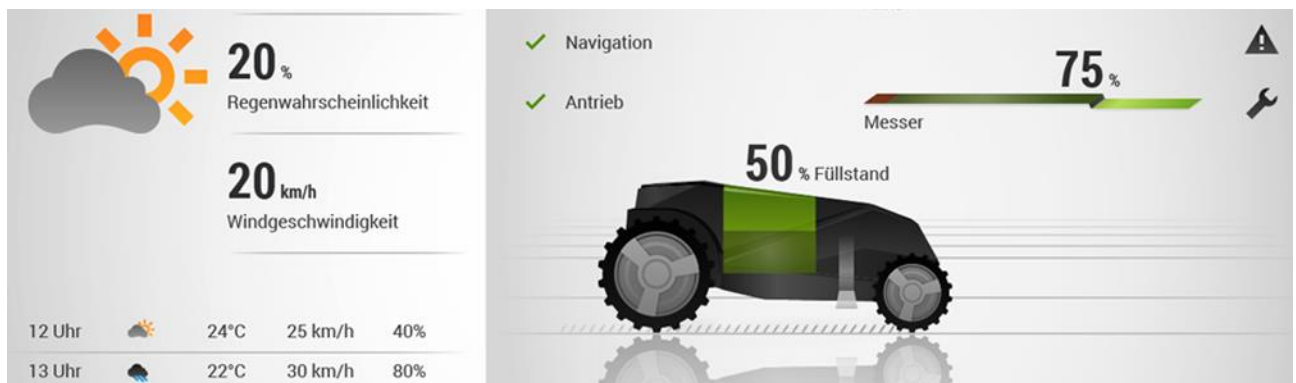 20 %
Regenwahrscheinlichkeit
20 km/h
Windgeschwindigkeit
12 Uhr 24°C 25 km/h 40%
13 Uhr 22°C 30 km/h 80%
Navigation
Antrieb
75 %
Messer
50 % Füllstand